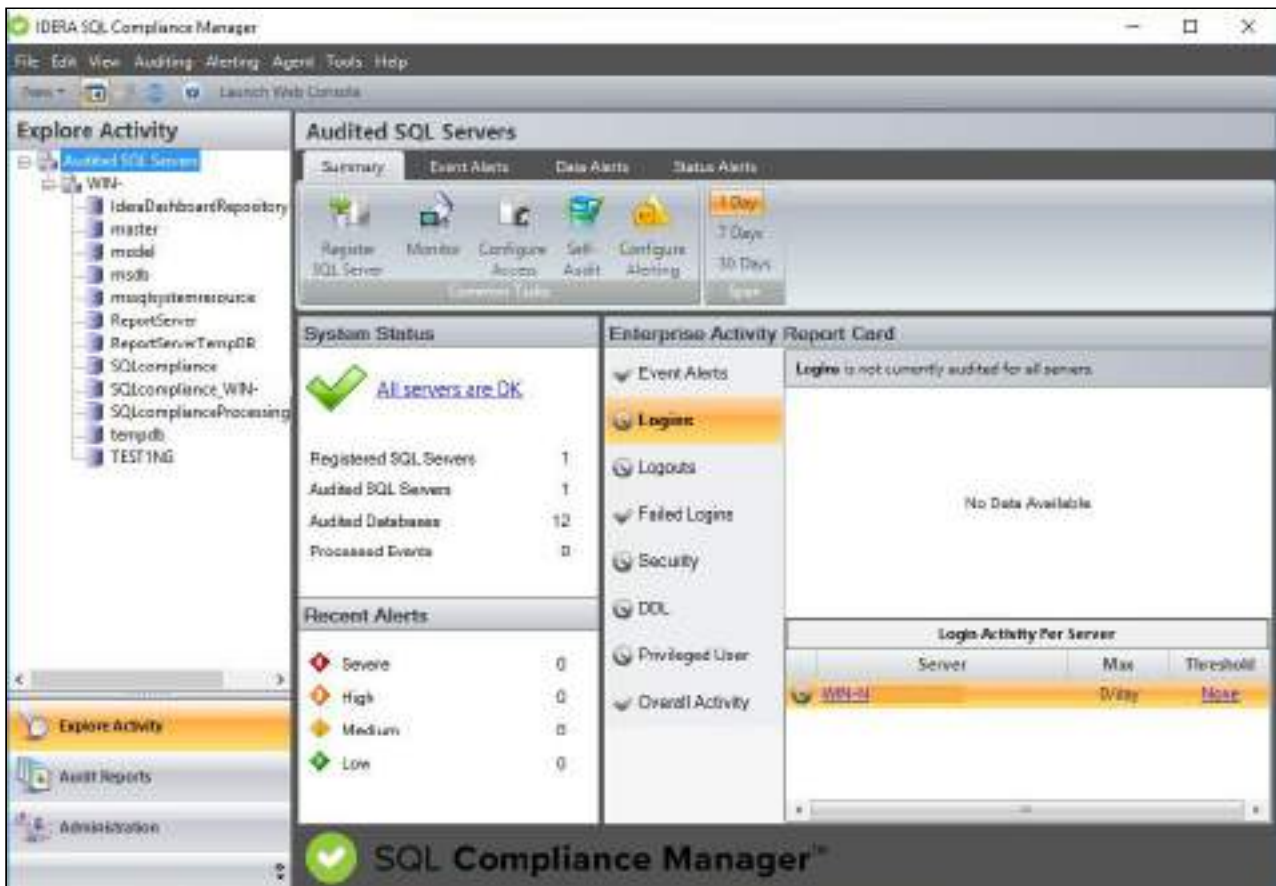 IDERA SQL Compliance Manager
File Edit View Auditing Alerting Agent Tools Help
New Launch Web Console
Explore Activity
Audited SQL Servers
WIN-
IderaDashboardRepository
master
model
msdb
mssqlsystemresource
ReportServer
ReportServerTempDB
SQLcompliance
SQLcompliance_WIN-
SQLcomplianceProcessing
tempdb
TEST1NG
Explore Activity
Audit Reports
Administration
Audited SQL Servers
Summary Event Alerts Data Alerts Status Alerts
Register SQL Server
Monitor
Configure Access
Self-Audit
Configure Alerting
Common Tasks
1 Day
7 Days
30 Days
Span
System Status
All servers are OK
Registered SQL Servers 1
Audited SQL Servers 1
Audited Databases 12
Processed Events 0
Recent Alerts
Severe 0
High 0
Medium 0
Low 0
Enterprise Activity Report Card
Event Alerts
Logins
Logouts
Failed Logins
Security
DDL
Privileged User
Overall Activity
Logins is not currently audited for all servers.
No Data Available
Login Activity Per Server
Server Max Threshold
WIN-N 0/day None
SQL Compliance Manager™